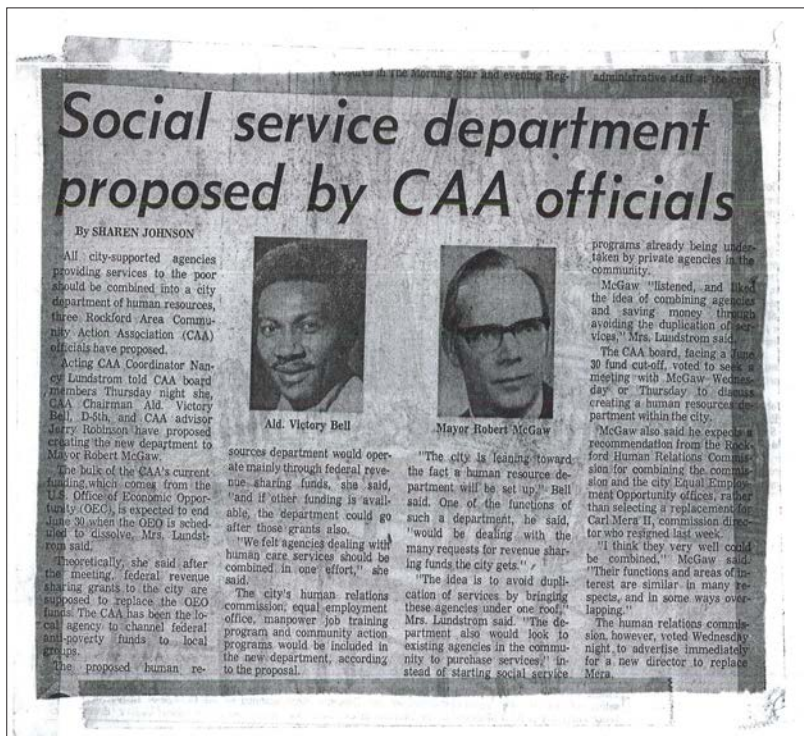 Appears in The Morning Star and evening Reg-
administrative staff at the
Social service department
proposed by CAA officials
By SHAREN JOHNSON
All city-supported agencies
providing services to the poor
should be combined into a city
department of human resources,
three Rockford Area Commu-
nity Action Association (CAA)
officials have proposed.
Acting CAA Coordinator Nan-
cy Lundstrom told CAA board
members Thursday night she,
CAA Chairman Ald. Victory
Bell, D-5th, and CAA advisor
Jerry Robinson have proposed
creating the new department to
Mayor Robert McGaw.
The bulk of the CAA's current
funding, which comes from the
U.S. Office of Economic Oppor-
tunity (OEC), is expected to end
June 30 when the OEO is sched-
uled to dissolve, Mrs. Lundst-
rom said.
Theoretically, she said after
the meeting, federal revenue
sharing grants to the city are
supposed to replace the OEO
funds. The CAA has been the lo-
cal agency to channel federal
anti-poverty funds to local
groups.
The proposed human re-
Ald. Victory Bell
sources department would oper-
ate mainly through federal reve-
nue sharing funds, she said,
"and if other funding is avail-
able, the department could go
after those grants also.
"We felt agencies dealing with
human care services should be
combined in one effort," she
said.
The city's human relations
commission, equal employment
office, manpower job training
program and community action
programs would be included in
the new department, according
to the proposal.
Mayor Robert McGaw
"The city is leaning toward
the fact a human resource de-
partment will be set up," Bell
said. One of the functions of
such a department, he said,
"would be dealing with the
many requests for revenue shar-
ing funds the city gets."
"The idea is to avoid dupli-
cation of services by bringing
these agencies under one roof,"
Mrs. Lundstrom said. "The de-
partment also would look to
existing agencies in the commu-
nity to purchase services," in-
stead of starting social service
programs already being under-
taken by private agencies in the
community.
McGaw "listened, and liked
the idea of combining agencies
and saving money through
avoiding the duplication of ser-
vices," Mrs. Lundstrom said.
The CAA board, facing a June
30 fund cut-off, voted to seek a
meeting with McGaw Wednes-
day or Thursday to discuss
creating a human resources de-
partment within the city.
McGaw also said he expects a
recommendation from the Rock-
ford Human Relations Commis-
sion for combining the commis-
sion and the city Equal Employ-
ment Opportunity offices, rather
than selecting a replacement for
Carl Mera II, commission direc-
tor who resigned last week.
"I think they very well could
be combined," McGaw said.
"Their functions and areas of in-
terest are similar in many re-
spects, and in some ways over-
lapping."
The human relations commis-
sion, however, voted Wednesday
night to advertise immediately
for a new director to replace
Mera.